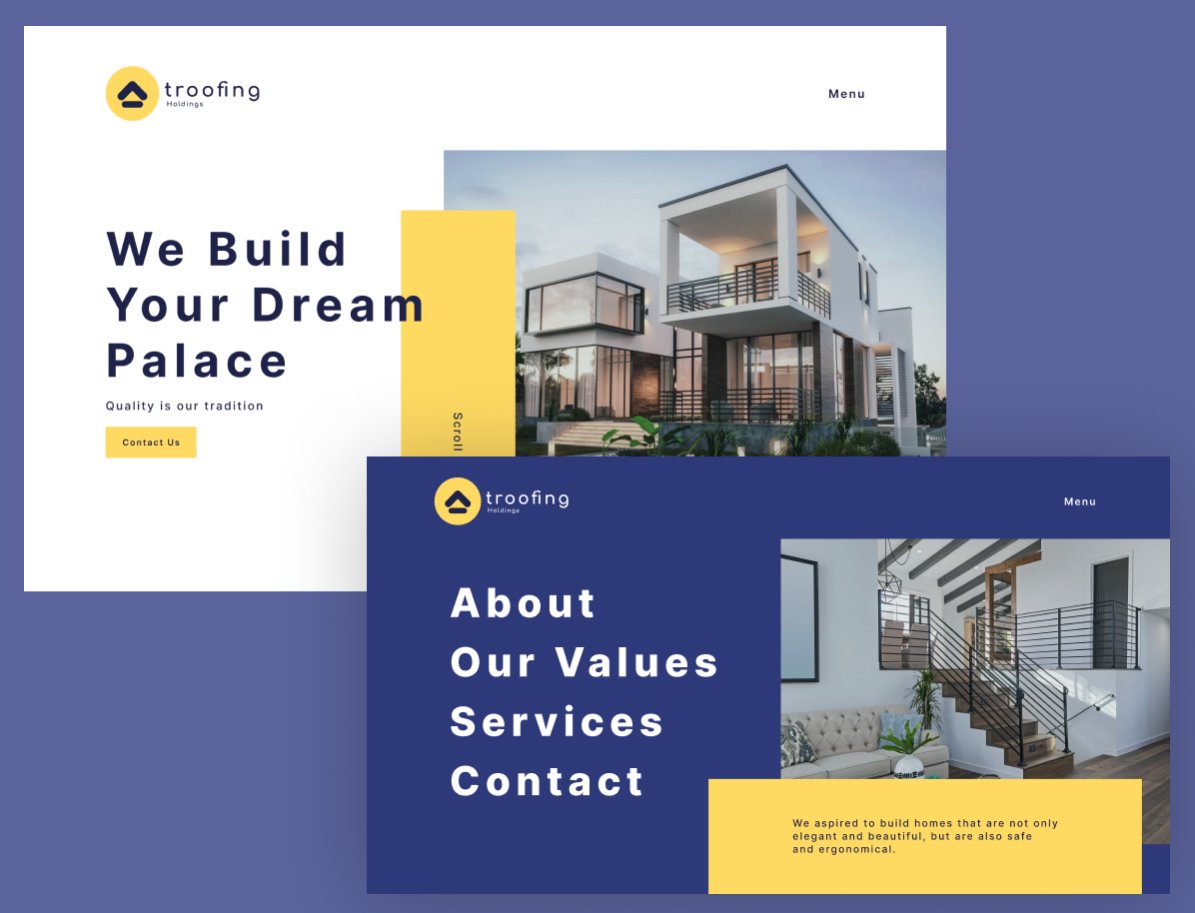 troofing
Holdings
Menu
We Build
Your Dream
Palace
Quality is our tradition
Contact Us
Scroll
troofing
Holdings
Menu
About
Our Values
Services
Contact
We aspired to build homes that are not only
elegant and beautiful, but are also safe
and ergonomical.